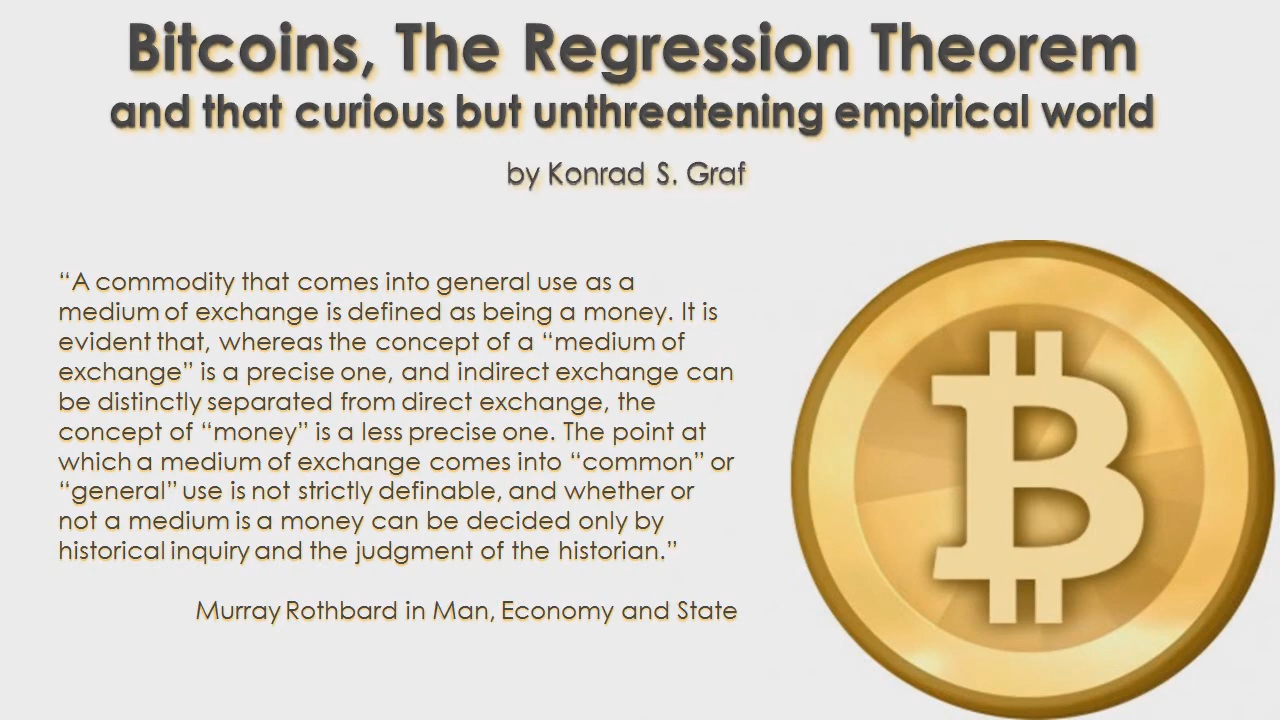 Bitcoins, The Regression Theorem
and that curious but unthreatening empirical world
by Konrad S. Graf
“A commodity that comes into general use as a
medium of exchange is defined as being a money. It is
evident that, whereas the concept of a “medium of
exchange” is a precise one, and indirect exchange can
be distinctly separated from direct exchange, the
concept of “money” is a less precise one. The point at
which a medium of exchange comes into “common” or
“general” use is not strictly definable, and whether or
not a medium is a money can be decided only by
historical inquiry and the judgment of the historian.”
Murray Rothbard in Man, Economy and State